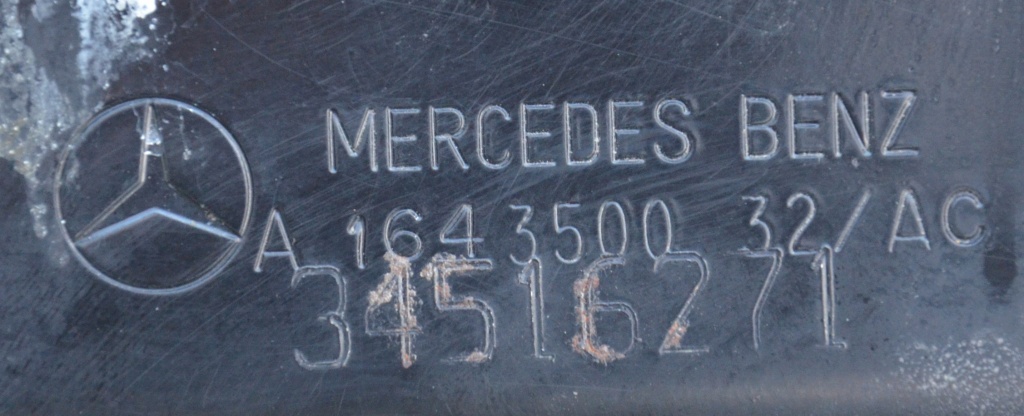 MERCEDES BENZ
A 164 3500 32/AC
34516271